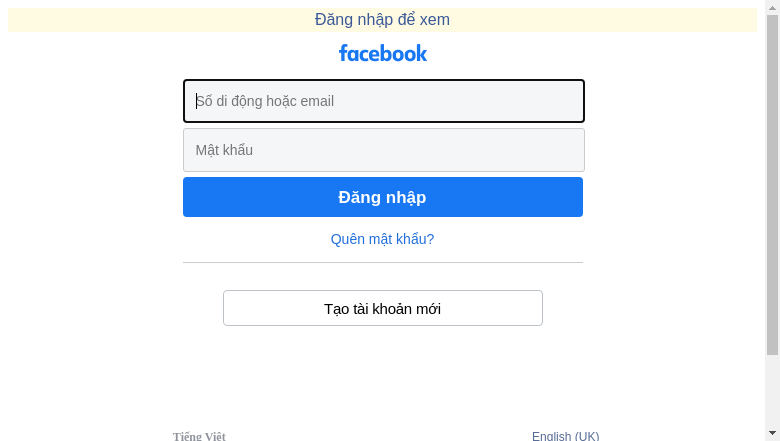 Đăng nhập để xem
facebook
Số di động hoặc email
Mật khẩu
Đăng nhập
Quên mật khẩu?
Tạo tài khoản mới
Tiếng Việt English (UK)